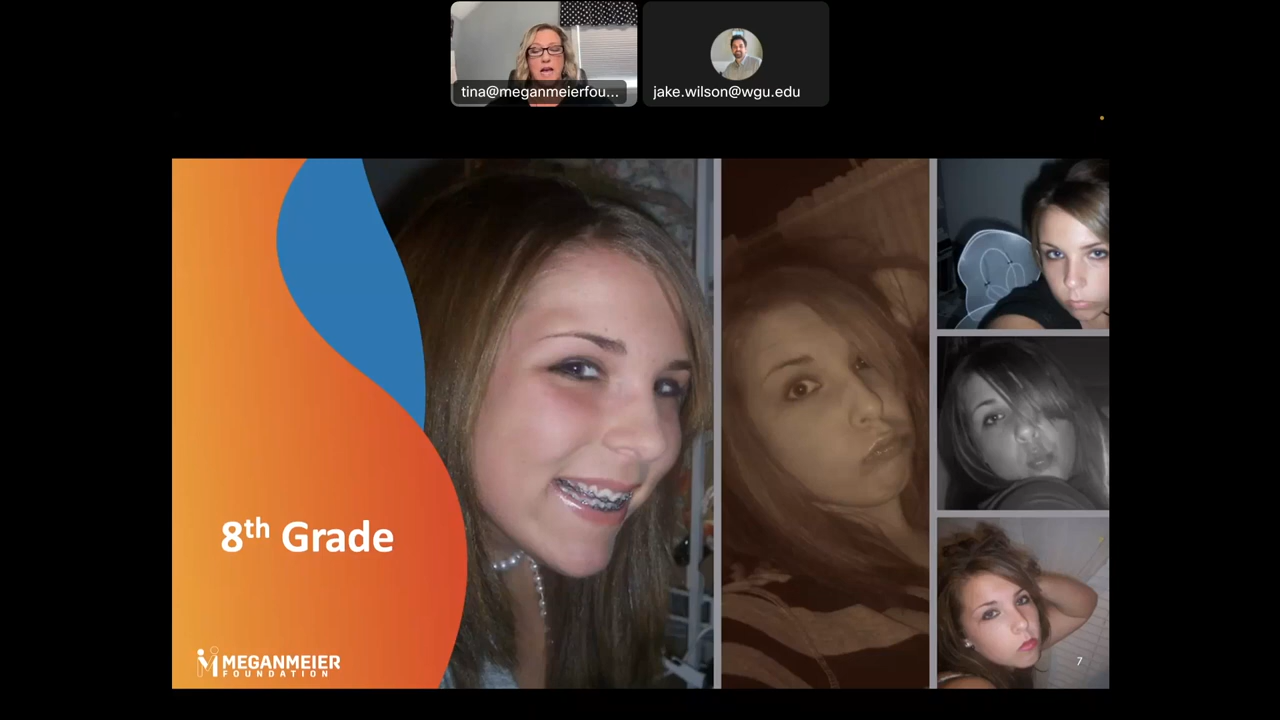 tina@meganmeierfou...
jake.wilson@wgu.edu
8th Grade
MEGANMEIER
FOUNDATION
7